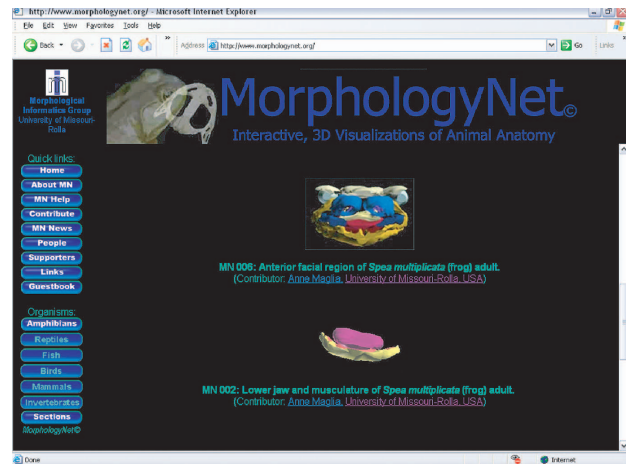 http://www.morphologynet.org/ - Microsoft Internet Explorer
File Edit View Favorites Tools Help
Back Address http://www.morphologynet.org/ Go Links
Morphological
Informatics Group
University of Missouri-
Rolla
MorphologyNet©
Interactive, 3D Visualizations of Animal Anatomy
Quick links:
Home
About MN
MN Help
Contribute
MN News
People
Supporters
Links
Guestbook
Organisms:
Amphibians
Reptiles
Fish
Birds
Mammals
Invertebrates
Sections
MorphologyNet©
MN 006: Anterior facial region of Spea multiplicata (frog) adult.
(Contributor: Anne Maglia, University of Missouri-Rolla, USA)
MN 002: Lower jaw and musculature of Spea multiplicata (frog) adult.
(Contributor: Anne Maglia, University of Missouri-Rolla, USA)
Done Internet